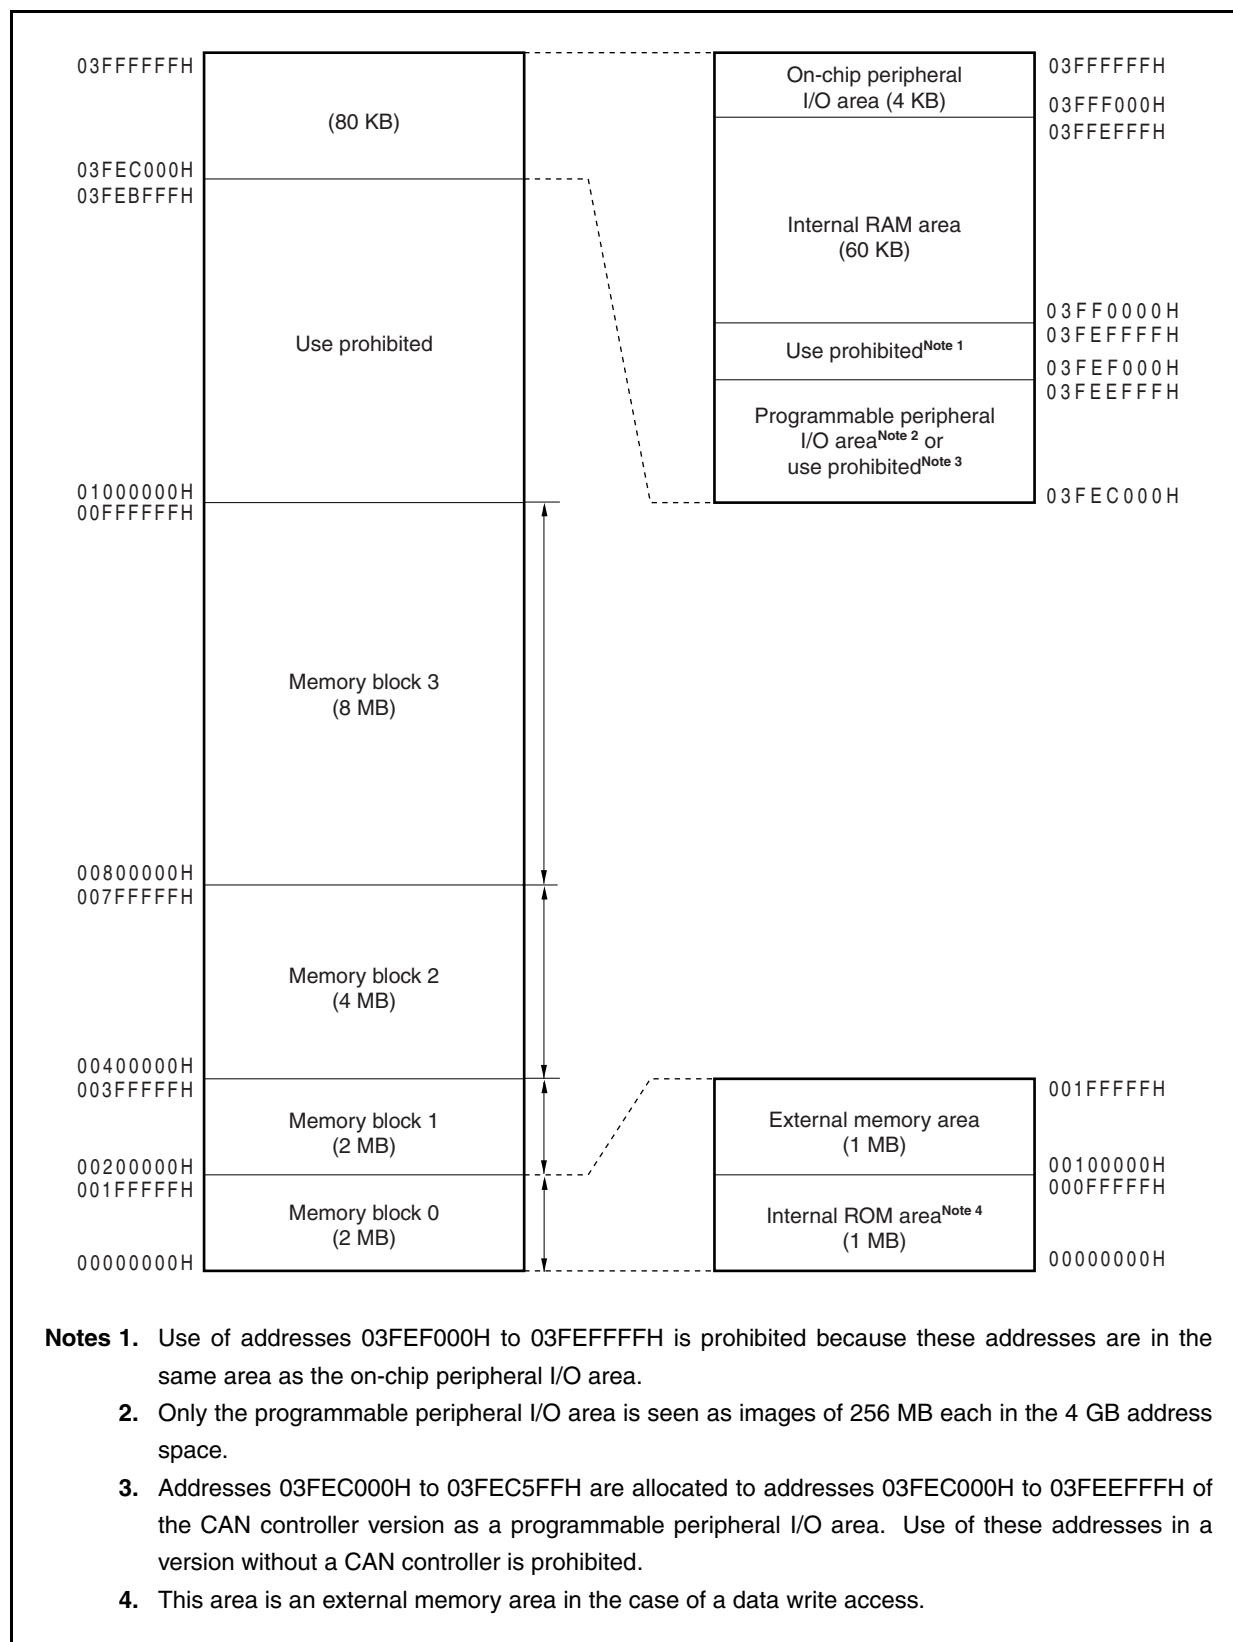 03FFFFFFH
(80 KB)
03FEC000H
03FEBFFFH
Use prohibited
01000000H
00FFFFFFH
Memory block 3
(8 MB)
00800000H
007FFFFFH
Memory block 2
(4 MB)
00400000H
003FFFFFH
Memory block 1
(2 MB)
00200000H
001FFFFFH
Memory block 0
(2 MB)
00000000H
On-chip peripheral
I/O area (4 KB)
03FFFFFFH
03FFF000H
03FFEFFFH
Internal RAM area
(60 KB)
03FF0000H
03FEFFFFH
Use prohibited Note 1
03FEF000H
03FEEFFFH
Programmable peripheral
I/O area Note 2 or
use prohibited Note 3
03FEC000H
001FFFFFH
External memory area
(1 MB)
00100000H
000FFFFFH
Internal ROM area Note 4
(1 MB)
00000000H
Notes 1. Use of addresses 03FEF000H to 03FEFFFFH is prohibited because these addresses are in the
same area as the on-chip peripheral I/O area.
2. Only the programmable peripheral I/O area is seen as images of 256 MB each in the 4 GB address
space.
3. Addresses 03FEC000H to 03FEC5FFH are allocated to addresses 03FEC000H to 03FEEFFFH of
the CAN controller version as a programmable peripheral I/O area. Use of these addresses in a
version without a CAN controller is prohibited.
4. This area is an external memory area in the case of a data write access.